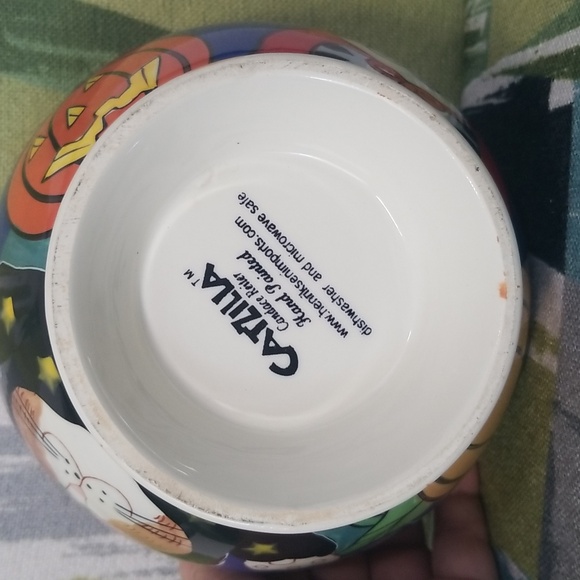 CATZILLA™
Candace Reiter
Hand Painted
www.henriksenimports.com
dishwasher and microwave safe